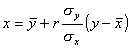 x = ȳ + r σ_y/σ_x (y − x̄)